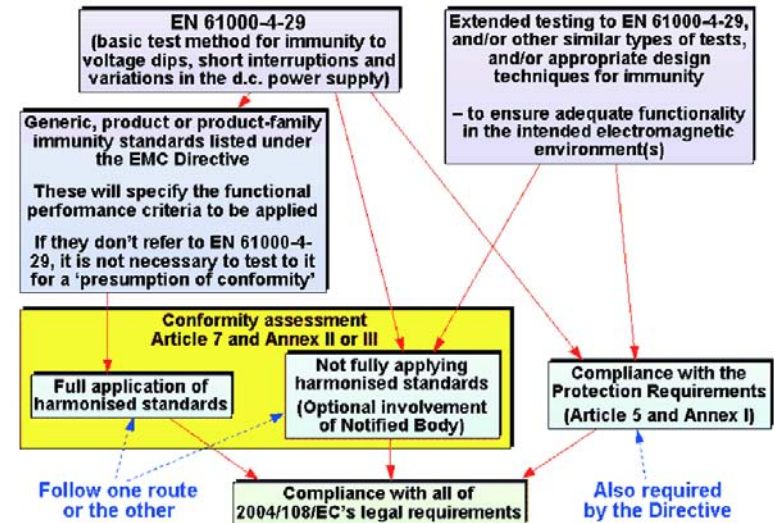 EN 61000-4-29
(basic test method for immunity to
voltage dips, short interruptions and
variations in the d.c. power supply)
Extended testing to EN 61000-4-29,
and/or other similar types of tests,
and/or appropriate design
techniques for immunity
– to ensure adequate functionality
in the intended electromagnetic
environment(s)
Generic, product or product-family
immunity standards listed under
the EMC Directive
These will specify the functional
performance criteria to be applied
If they don't refer to EN 61000-4-
29, it is not necessary to test to it
for a 'presumption of conformity'
Conformity assessment
Article 7 and Annex II or III
Full application of
harmonised standards
Not fully applying
harmonised standards
(Optional involvement
of Notified Body)
Compliance with the
Protection Requirements
(Article 5 and Annex I)
Follow one route
or the other
Compliance with all of
2004/108/EC's legal requirements
Also required
by the Directive